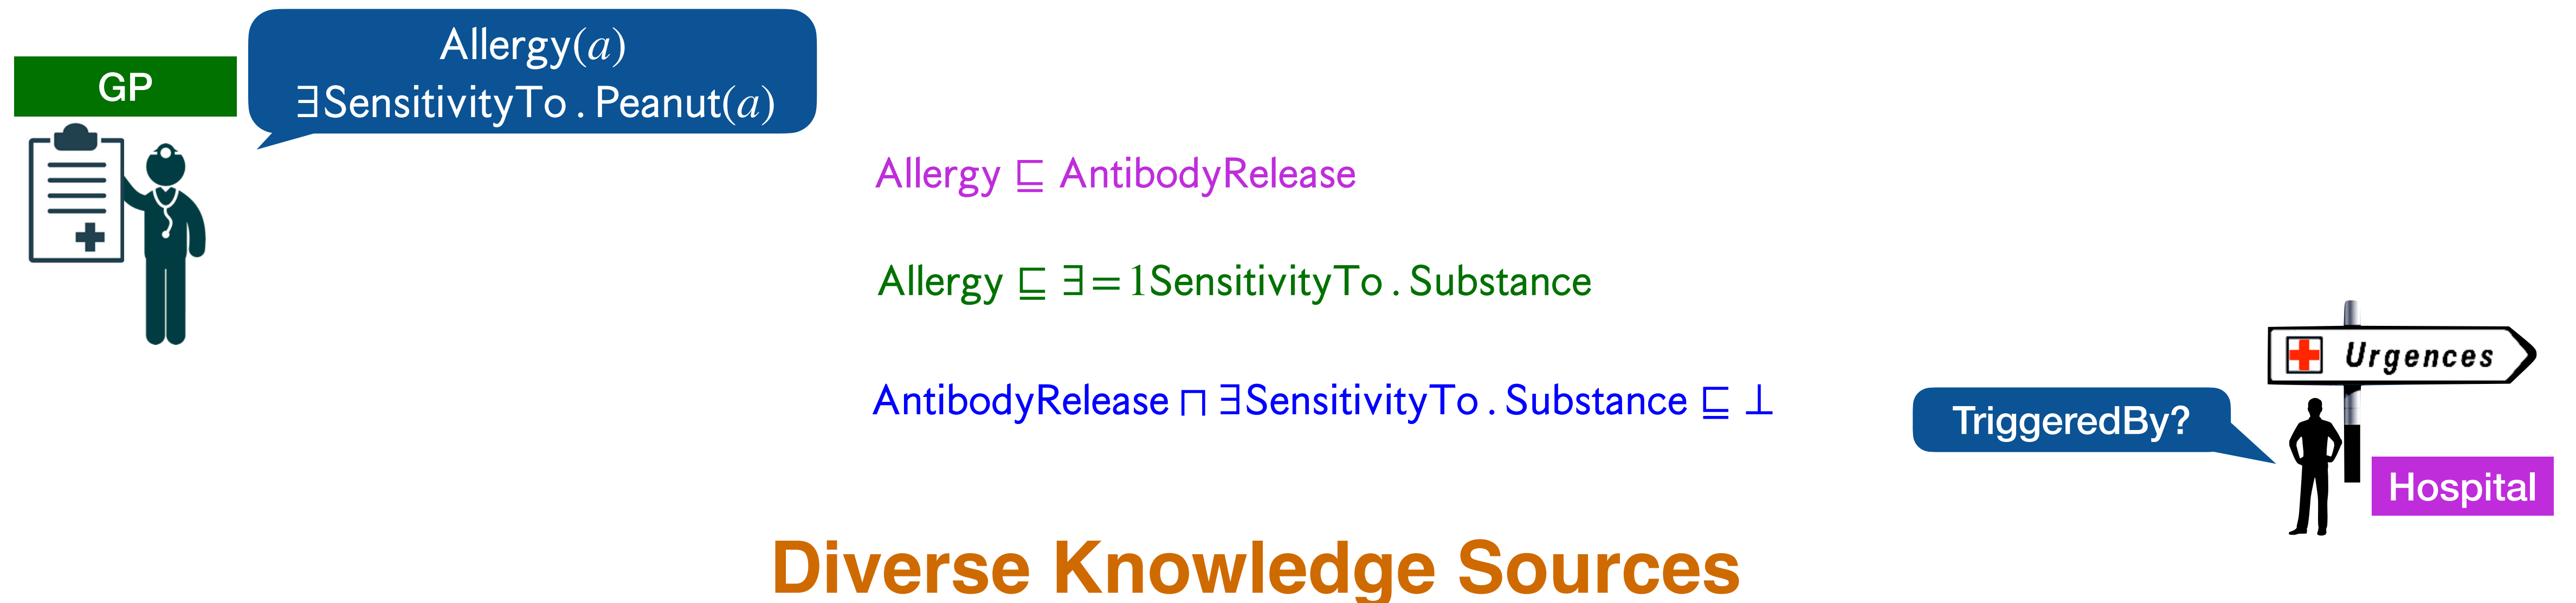 GP
Allergy(a)
∃SensitivityTo . Peanut(a)
Allergy ⊑ AntibodyRelease
Allergy ⊑ ∃=1SensitivityTo . Substance
AntibodyRelease ⊓ ∃SensitivityTo . Substance ⊑ ⊥
Urgences
TriggeredBy?
Hospital
Diverse Knowledge Sources